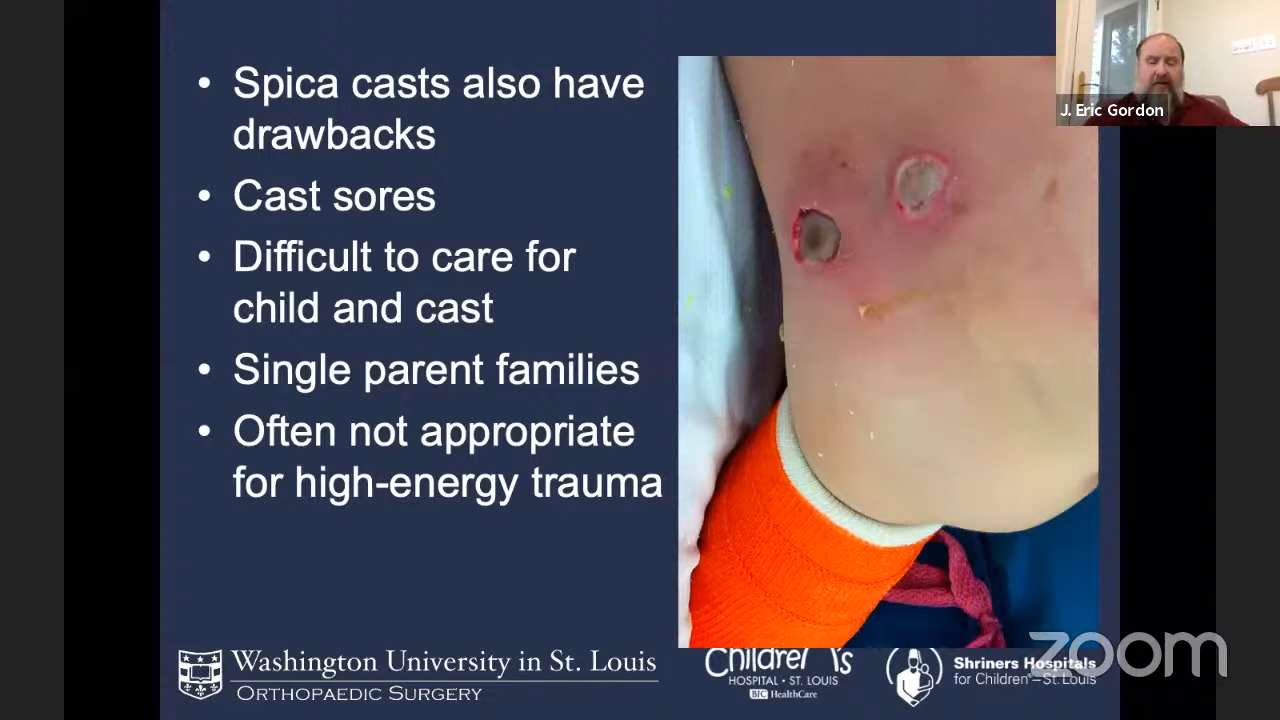 • Spica casts also have
drawbacks
• Cast sores
• Difficult to care for
child and cast
• Single parent families
• Often not appropriate
for high-energy trauma
J. Eric Gordon
Washington University in St. Louis
ORTHOPAEDIC SURGERY
HOSPITAL • ST. LOUIS
BJC HealthCare
Shriners Hospitals
for Children®—St. Louis
zoom